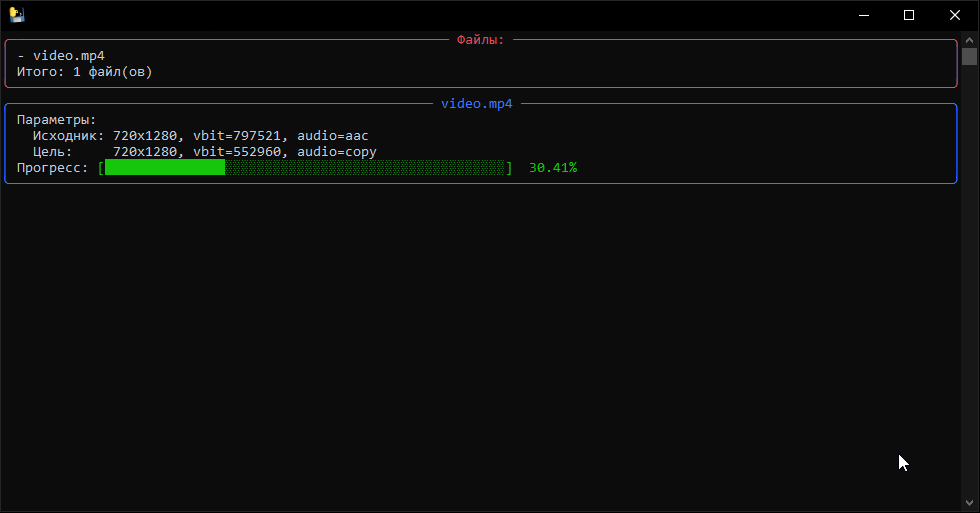 Файлы:
- video.mp4
Итого: 1 файл(ов)
video.mp4
Параметры:
Исходник: 720x1280, vbit=797521, audio=aac
Цель: 720x1280, vbit=552960, audio=copy
Прогресс: [ ] 30.41%